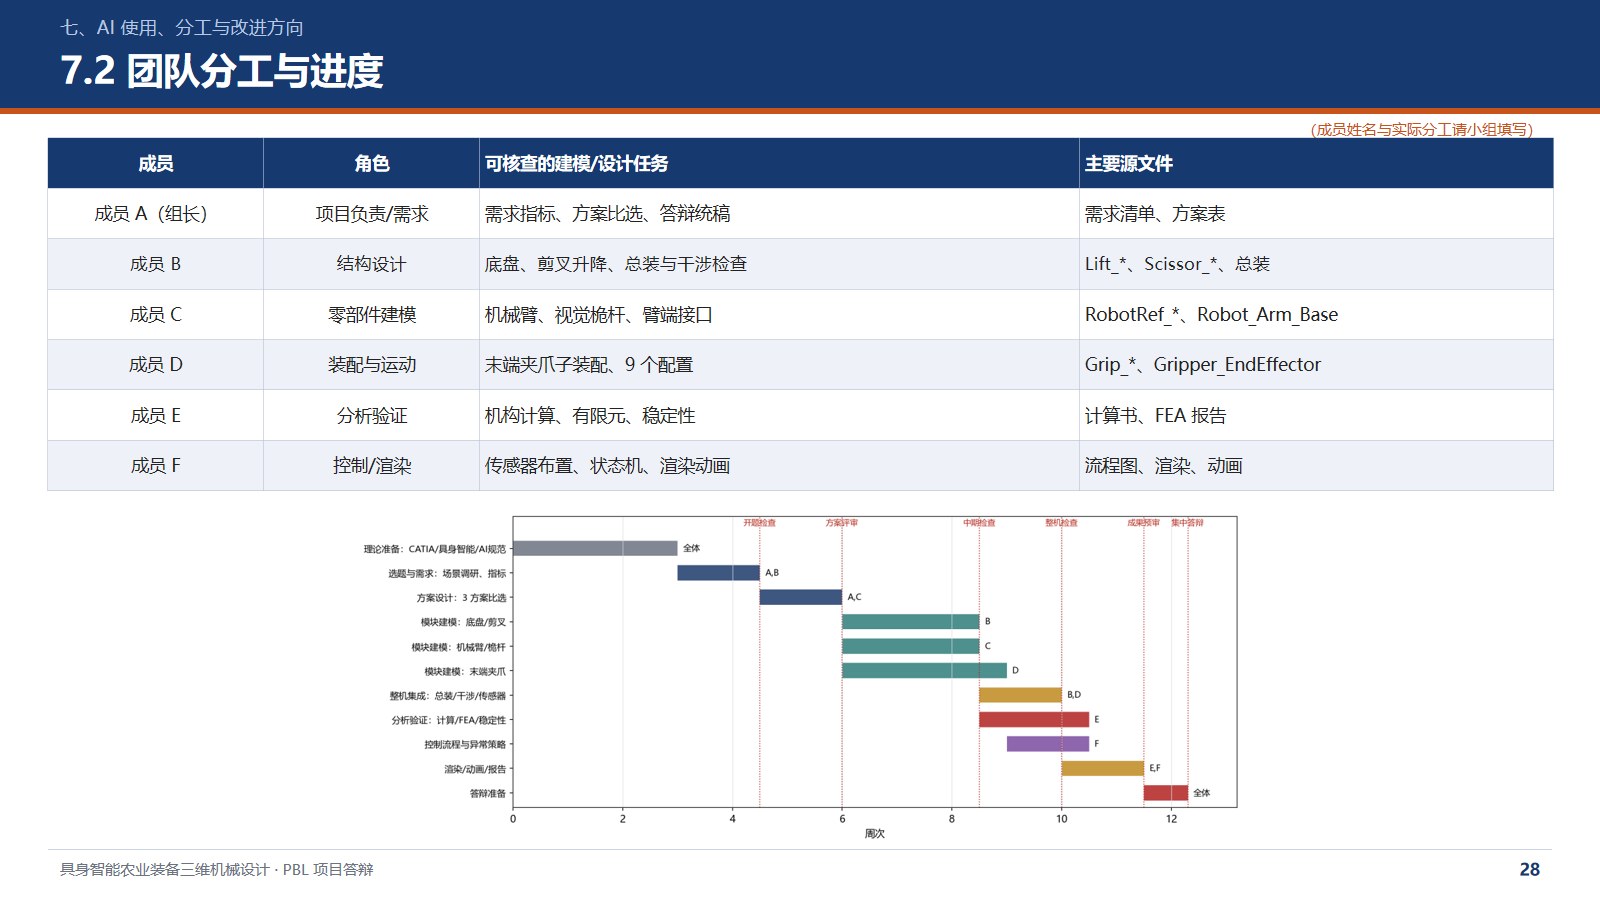 七、AI 使用、分工与改进方向
7.2 团队分工与进度
（成员姓名与实际分工请小组填写）
成员 角色 可核查的建模/设计任务 主要源文件
成员 A（组长） 项目负责/需求 需求指标、方案比选、答辩统稿 需求清单、方案表
成员 B 结构设计 底盘、剪叉升降、总装与干涉检查 Lift_*、Scissor_*、总装
成员 C 零部件建模 机械臂、视觉桅杆、臂端接口 RobotRef_*、Robot_Arm_Base
成员 D 装配与运动 末端夹爪子装配、9 个配置 Grip_*、Gripper_EndEffector
成员 E 分析验证 机构计算、有限元、稳定性 计算书、FEA 报告
成员 F 控制/渲染 传感器布置、状态机、渲染动画 流程图、渲染、动画
开题检查 方案评审 中期检查 整机检查 成果预审 集中答辩
理论准备：CATIA/具身智能/AI规范 全体
选题与需求：场景调研、指标 A,B
方案设计：3 方案比选 A,C
模块建模：底盘/剪叉 B
模块建模：机械臂/桅杆 C
模块建模：末端夹爪 D
整机集成：总装/干涉/传感器 B,D
分析验证：计算/FEA/稳定性 E
控制流程与异常策略 F
渲染/动画/报告 E,F
答辩准备 全体
0 2 4 6 8 10 12
周次
具身智能农业装备三维机械设计 · PBL 项目答辩
28